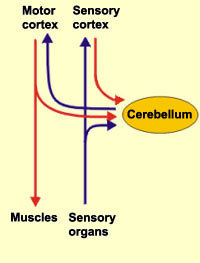 Motor Sensory
cortex cortex
Cerebellum
Muscles Sensory
organs